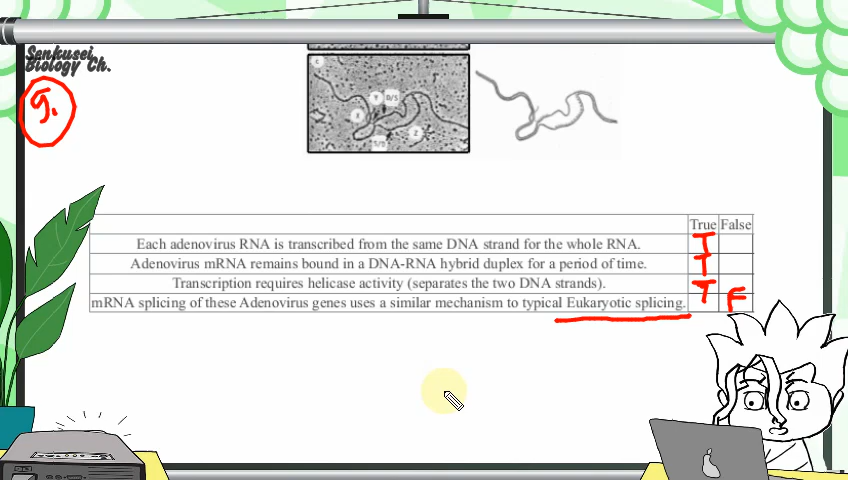 Senkusei
Biology Ch.
9.
C
Y
D/S
X
Z
S/D
True False
Each adenovirus RNA is transcribed from the same DNA strand for the whole RNA. T
Adenovirus mRNA remains bound in a DNA-RNA hybrid duplex for a period of time. T
Transcription requires helicase activity (separates the two DNA strands). T
mRNA splicing of these Adenovirus genes uses a similar mechanism to typical Eukaryotic splicing. F